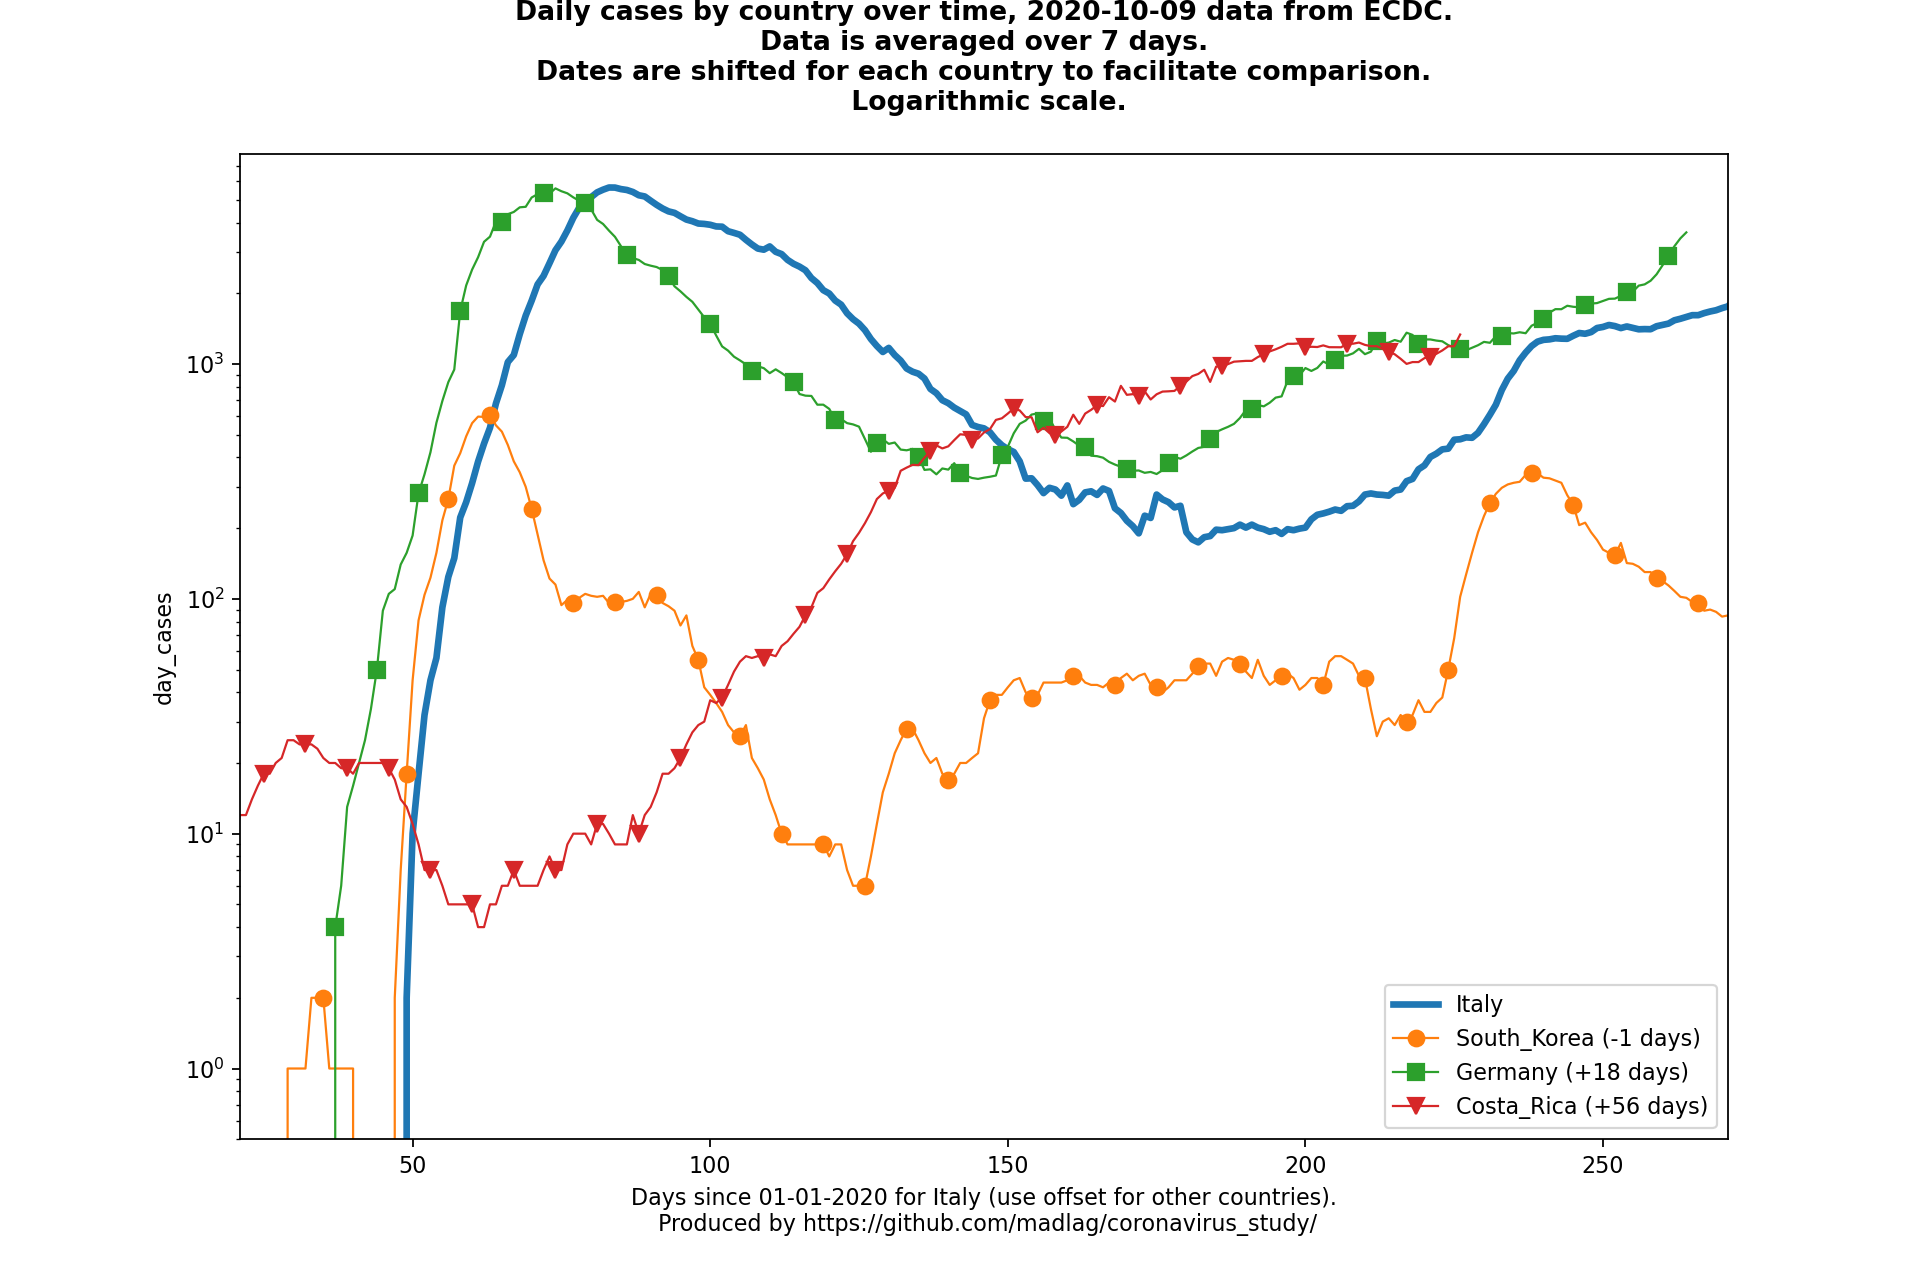 Daily cases by country over time, 2020-10-09 data from ECDC.
Data is averaged over 7 days.
Dates are shifted for each country to facilitate comparison.
Logarithmic scale.
day_cases
10³
10²
10¹
10⁰
50
100
150
200
250
Italy
South_Korea (-1 days)
Germany (+18 days)
Costa_Rica (+56 days)
Days since 01-01-2020 for Italy (use offset for other countries).
Produced by https://github.com/madlag/coronavirus_study/